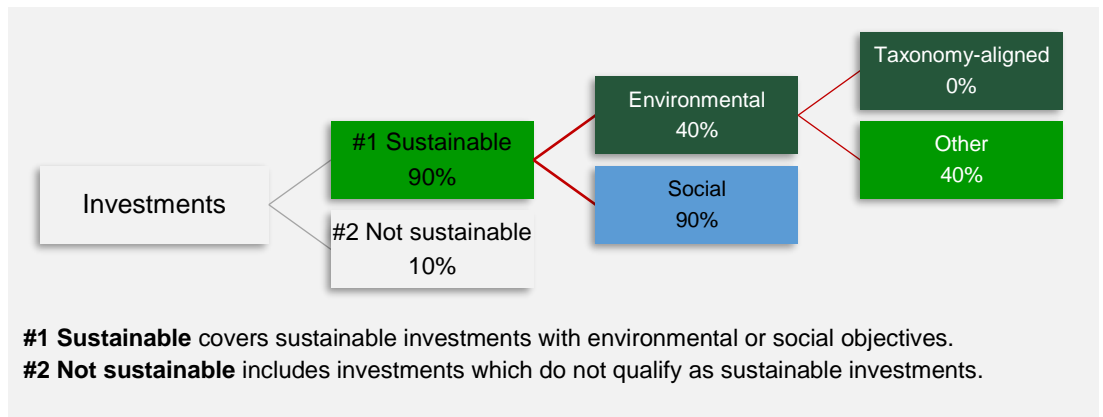 Investments
#1 Sustainable
90%
#2 Not sustainable
10%
Environmental
40%
Social
90%
Taxonomy-aligned
0%
Other
40%
#1 Sustainable covers sustainable investments with environmental or social objectives.
#2 Not sustainable includes investments which do not qualify as sustainable investments.